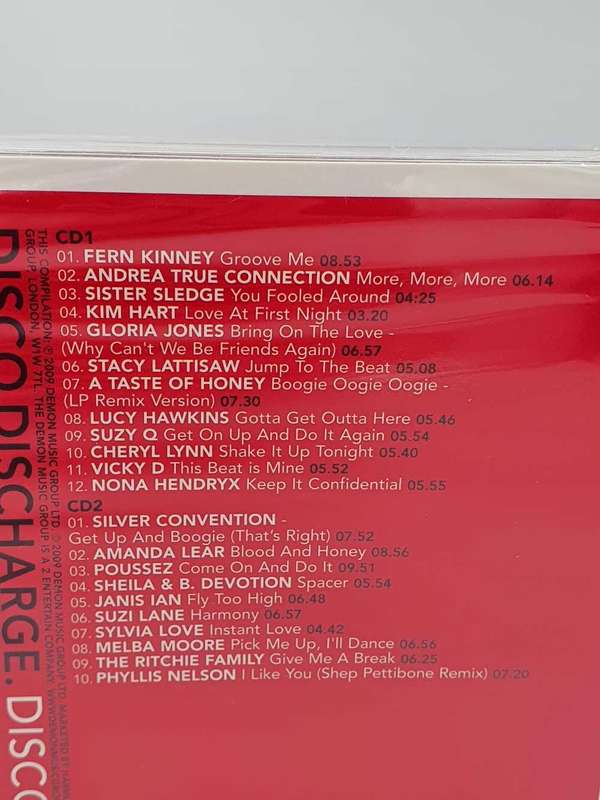 CD1
01. FERN KINNEY Groove Me 08.53
02. ANDREA TRUE CONNECTION More, More, More 06.14
03. SISTER SLEDGE You Fooled Around 04:25
04. KIM HART Love At First Night 03.20
05. GLORIA JONES Bring On The Love -
(Why Can't We Be Friends Again) 06.57
06. STACY LATTISAW Jump To The Beat 05.08
07. A TASTE OF HONEY Boogie Oogie Oogie -
(LP Remix Version) 07.30
08. LUCY HAWKINS Gotta Get Outta Here 05.46
09. SUZY Q Get On Up And Do It Again 05.54
10. CHERYL LYNN Shake It Up Tonight 05.40
11. VICKY D This Beat is Mine 05.52
12. NONA HENDRYX Keep It Confidential 05.55
CD2
01. SILVER CONVENTION -
Get Up And Boogie (That's Right) 07.52
02. AMANDA LEAR Blood And Honey 08.56
03. POUSSEZ Come On And Do It 09.51
04. SHEILA & B. DEVOTION Spacer 05.54
05. JANIS IAN Fly Too High 06.48
06. SUZI LANE Harmony 06.57
07. SYLVIA LOVE Instant Love 04.42
08. MELBA MOORE Pick Me Up, I'll Dance 06.56
09. THE RITCHIE FAMILY Give Me A Break 06.25
10. PHYLLIS NELSON I Like You (Shep Pettibone Remix) 07.20
THIS COMPILATION: ℗ 2009 DEMON MUSIC GROUP LTD. © 2009 DEMON MUSIC GROUP LTD. MARKETED BY
GROUP, LONDON, W1W 7TL. THE DEMON MUSIC GROUP IS A 2 ENTERTAIN COMPANY.
DISCO DISCHARGE. DISCO